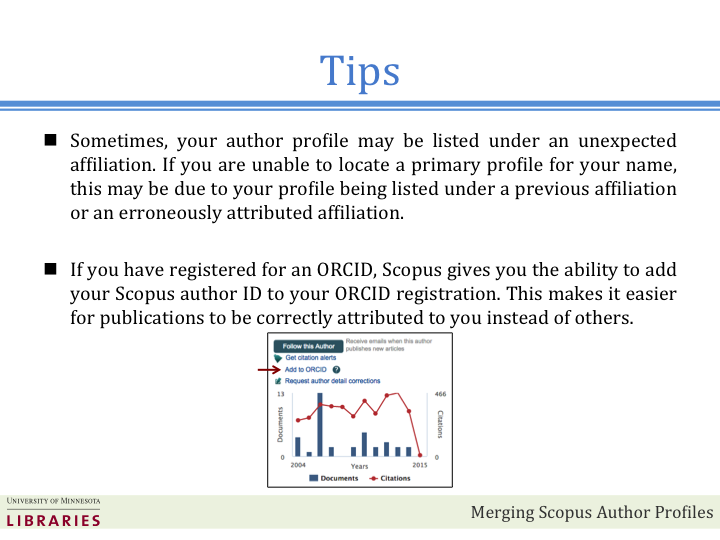 Tips
■ Sometimes, your author profile may be listed under an unexpected
affiliation. If you are unable to locate a primary profile for your name,
this may be due to your profile being listed under a previous affiliation
or an erroneously attributed affiliation.
■ If you have registered for an ORCID, Scopus gives you the ability to add
your Scopus author ID to your ORCID registration. This makes it easier
for publications to be correctly attributed to you instead of others.
Follow this Author Receive emails when this author
publishes new articles
Get citation alerts
Add to ORCID ?
Request author detail corrections
13 466
Documents
Citations
0 0
2004 Years 2015
Documents Citations
UNIVERSITY OF MINNESOTA
LIBRARIES
Merging Scopus Author Profiles